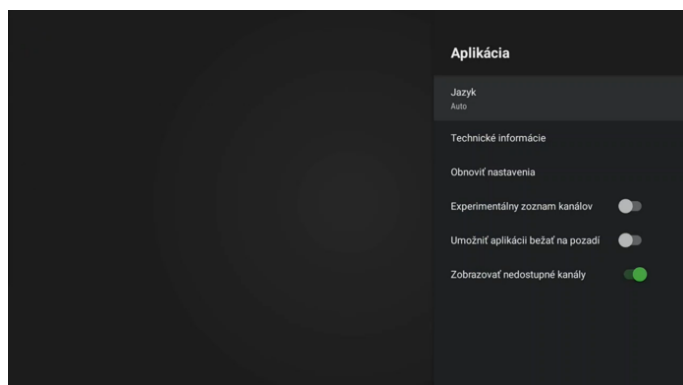 Aplikácia
Jazyk
Auto
Technické informácie
Obnoviť nastavenia
Experimentálny zoznam kanálov
Umožniť aplikácii bežať na pozadí
Zobrazovať nedostupné kanály